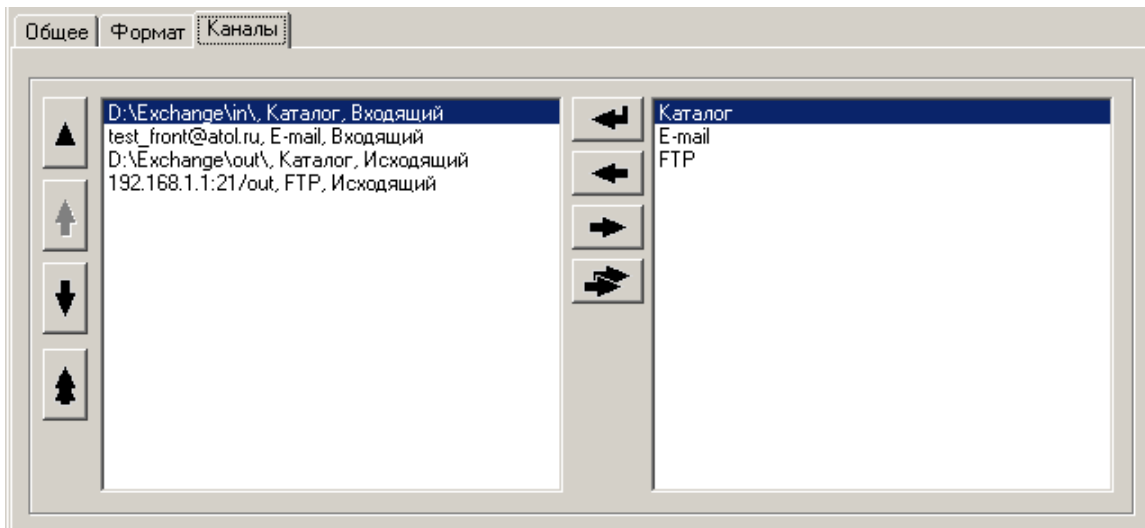 Общее Формат Каналы
D:\Exchange\in\, Каталог, Входящий
test_front@atol.ru, E-mail, Входящий
D:\Exchange\out\, Каталог, Исходящий
192.168.1.1:21/out, FTP, Исходящий
Каталог
E-mail
FTP